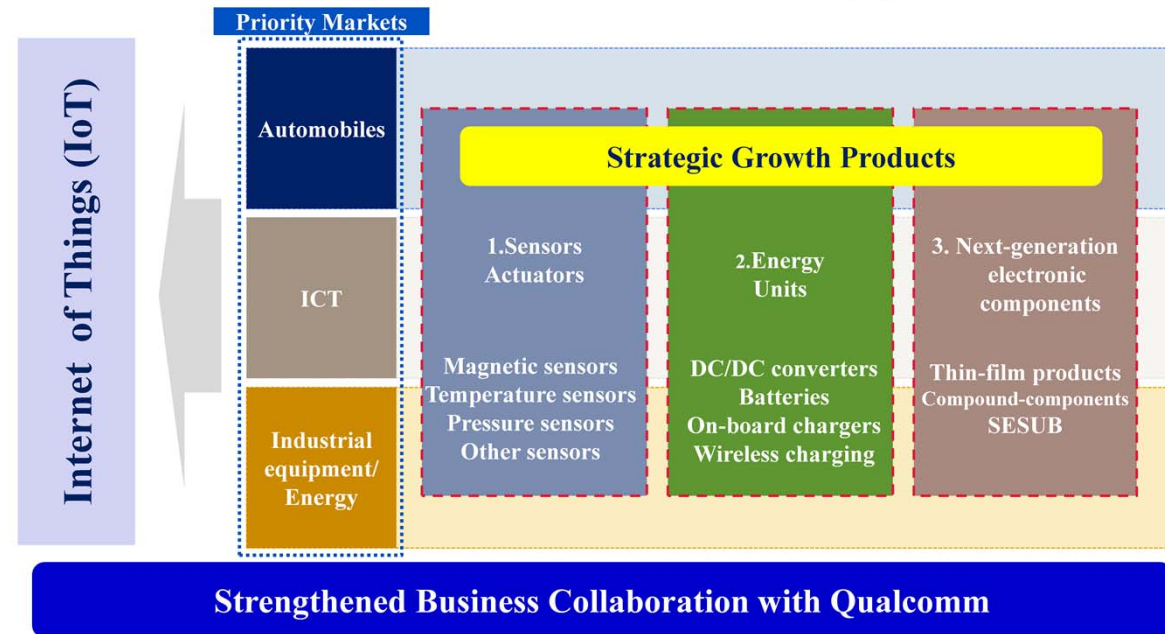 Priority Markets
Internet of Things (IoT)
Automobiles
ICT
Industrial
equipment/
Energy
Strategic Growth Products
1.Sensors
Actuators
Magnetic sensors
Temperature sensors
Pressure sensors
Other sensors
2.Energy
Units
DC/DC converters
Batteries
On-board chargers
Wireless charging
3. Next-generation
electronic
components
Thin-film products
Compound-components
SESUB
Strengthened Business Collaboration with Qualcomm